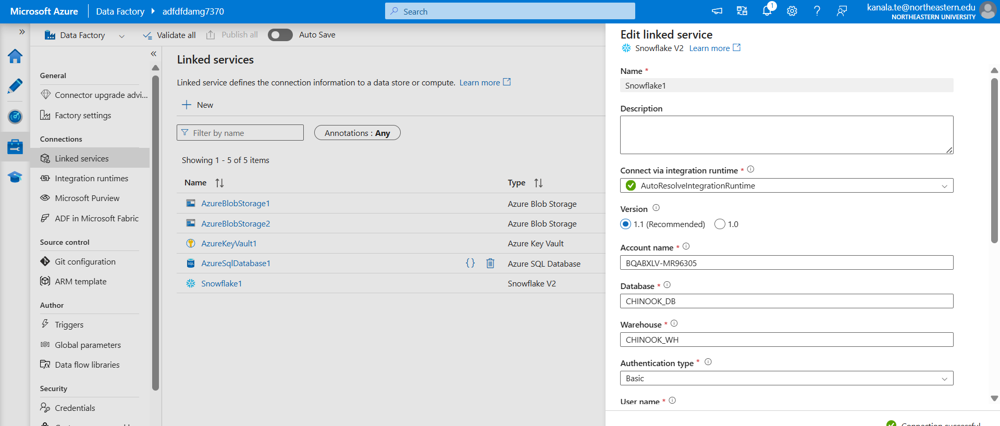 Microsoft Azure
Data Factory
adfdfdamg7370
Search
1
kanala.te@northeastern.edu
NORTHEASTERN UNIVERSITY
Data Factory
Validate all
Publish all
Auto Save
General
Connector upgrade advi...
Factory settings
Connections
Linked services
Integration runtimes
Microsoft Purview
ADF in Microsoft Fabric
Source control
Git configuration
ARM template
Author
Triggers
Global parameters
Data flow libraries
Security
Credentials
Linked services
Linked service defines the connection information to a data store or compute. Learn more
New
Filter by name
Annotations : Any
Showing 1 - 5 of 5 items
Name Type
AzureBlobStorage1 Azure Blob Storage
AzureBlobStorage2 Azure Blob Storage
AzureKeyVault1 Azure Key Vault
AzureSqlDatabase1 {} Azure SQL Database
Snowflake1 Snowflake V2
Edit linked service
Snowflake V2 Learn more
Name *
Snowflake1
Description
Connect via integration runtime *
AutoResolveIntegrationRuntime
Version
1.1 (Recommended) 1.0
Account name *
BQABXLV-MR96305
Database *
CHINOOK_DB
Warehouse *
CHINOOK_WH
Authentication type *
Basic
User name *
Connection successful